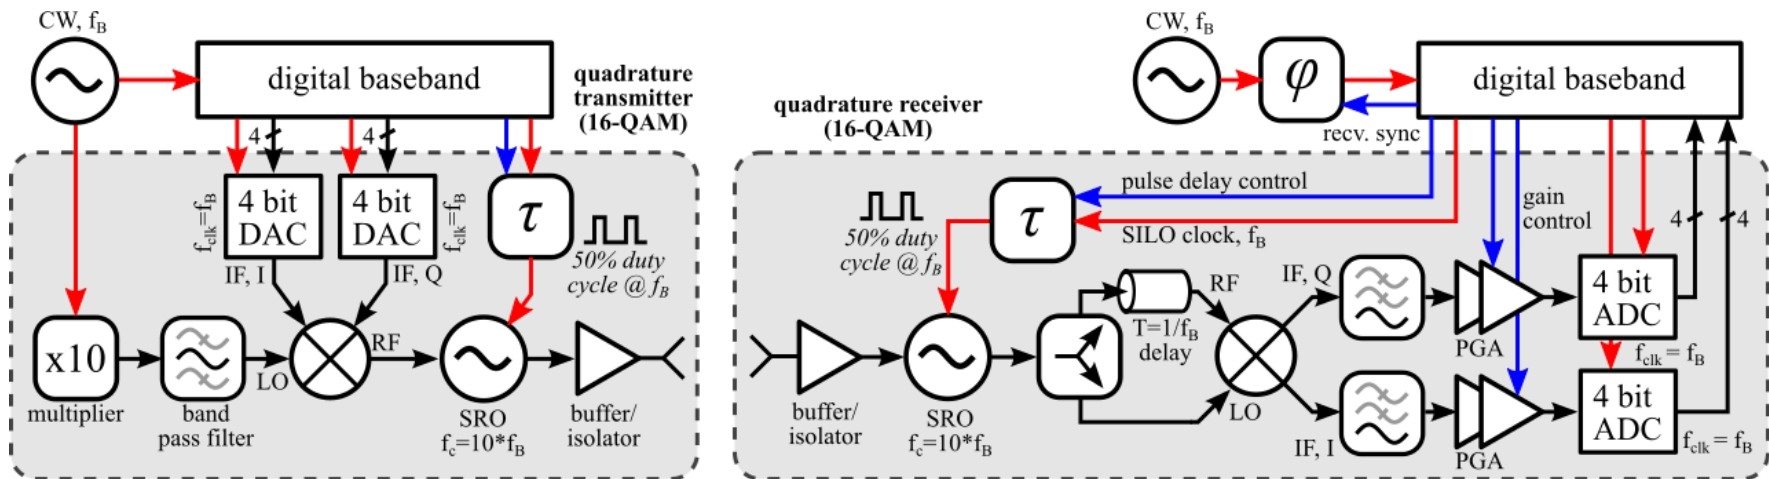 CW, f_B
digital baseband
quadrature
transmitter
(16-QAM)
4
4
f_clk=f_B
4 bit
DAC
4 bit
DAC
f_clk=f_B
τ
50% duty
cycle @ f_B
IF, I
IF, Q
x10
multiplier
band
pass filter
LO
RF
SRO
f_c=10*f_B
buffer/
isolator
CW, f_B
φ
digital baseband
recv. sync
quadrature receiver
(16-QAM)
pulse delay control
SILO clock, f_B
τ
50% duty
cycle @ f_B
gain
control
4
4
buffer/
isolator
SRO
f_c=10*f_B
T=1/f_B
delay
RF
LO
IF, Q
IF, I
PGA
PGA
4 bit
ADC
f_clk = f_B
4 bit
ADC
f_clk = f_B